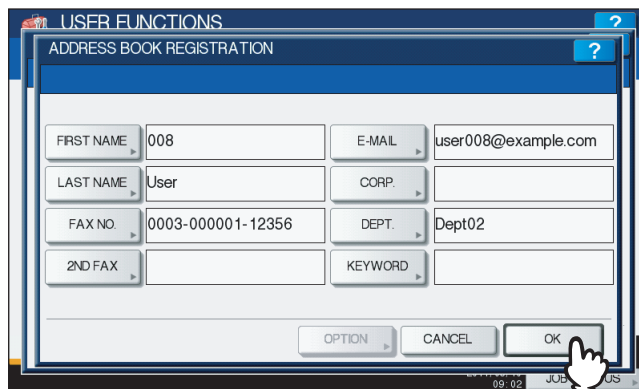 USER FUNCTIONS
?
ADDRESS BOOK REGISTRATION
?
FIRST NAME 008 E-MAIL user008@example.com
LAST NAME User CORP.
FAX NO. 0003-000001-12356 DEPT. Dept02
2ND FAX KEYWORD
OPTION CANCEL OK
09:02